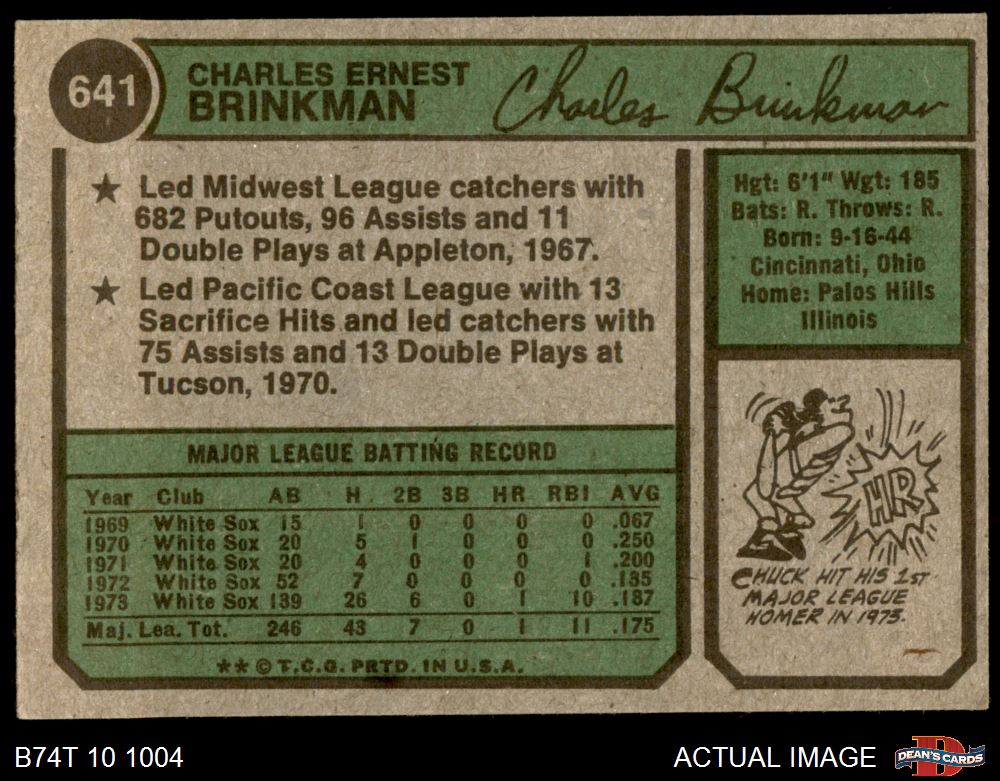 641
CHARLES ERNEST
BRINKMAN
Charles Brinkman
★ Led Midwest League catchers with
682 Putouts, 96 Assists and 11
Double Plays at Appleton, 1967.
★ Led Pacific Coast League with 13
Sacrifice Hits and led catchers with
75 Assists and 13 Double Plays at
Tucson, 1970.
Hgt: 6'1" Wgt: 185
Bats: R. Throws: R.
Born: 9-16-44
Cincinnati, Ohio
Home: Palos Hills
Illinois
MAJOR LEAGUE BATTING RECORD
Year Club AB H. 2B 3B HR RBI AVG
1969 White Sox 15 1 0 0 0 0 .067
1970 White Sox 20 5 1 0 0 0 .250
1971 White Sox 20 4 0 0 0 1 .200
1972 White Sox 52 7 0 0 0 0 .135
1973 White Sox 139 26 6 0 1 10 .187
Maj. Lea. Tot. 246 43 7 0 1 11 .175
** © T.C.G. PRTD. IN U.S.A.
HR
CHUCK HIT HIS 1ST
MAJOR LEAGUE
HOMER IN 1973.
B74T 10 1004
ACTUAL IMAGE
D
DEAN'S CARDS